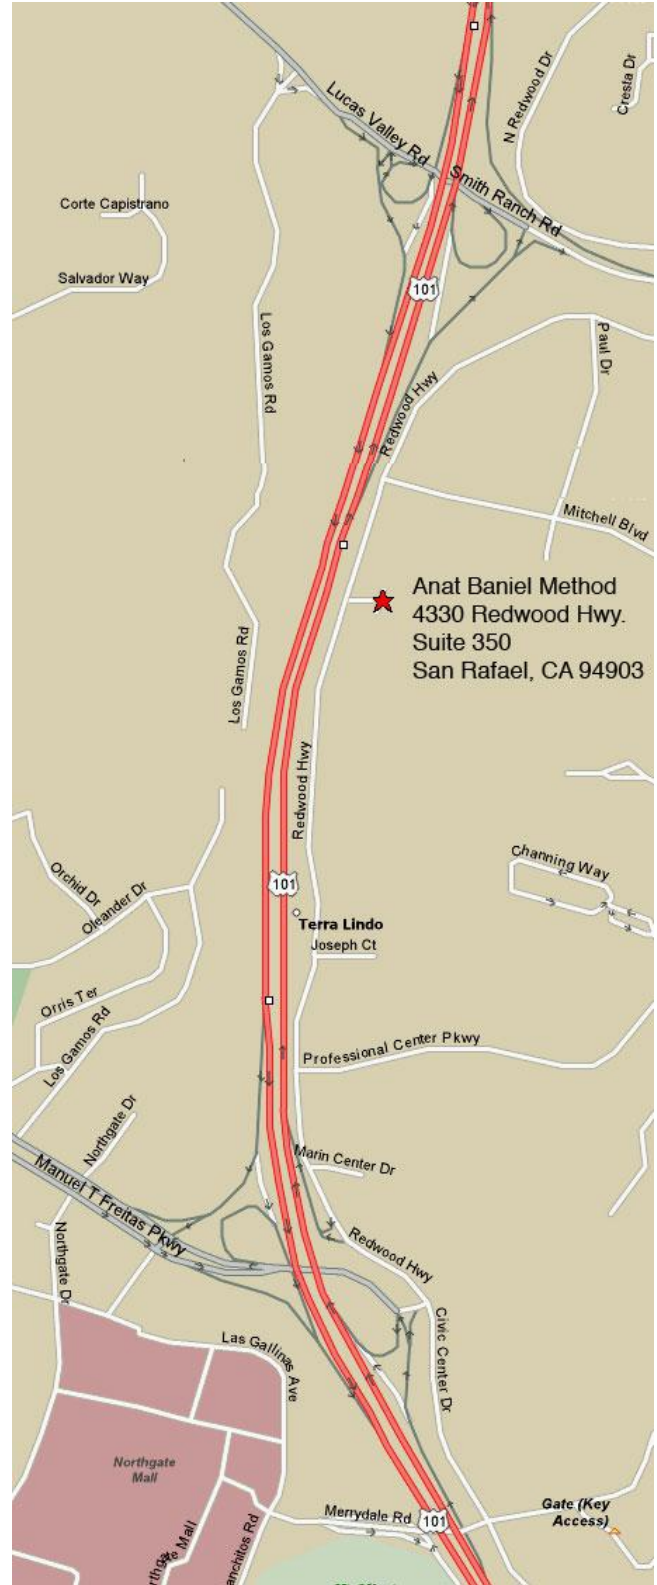 Lucas Valley Rd
N Redwood Dr
Cresta Dr
Smith Ranch Rd
Corte Capistrano
Salvador Way
101
Los Gamos Rd
Paul Dr
Redwood Hwy
Mitchell Blvd
Anat Baniel Method
4330 Redwood Hwy.
Suite 350
San Rafael, CA 94903
Los Gamos Rd
Redwood Hwy
Channing Way
Orchid Dr
Oleander Dr
101
Terra Lindo
Joseph Ct
Orris Ter
Los Gamos Rd
Professional Center Pkwy
Northgate Dr
Marin Center Dr
Manuel T Freitas Pkwy
Northgate Dr
Redwood Hwy
Civic Center Dr
Las Gallinas
Ave
Northgate
Mall
Merrydale Rd
101
Gate (Key
Access)
Mall